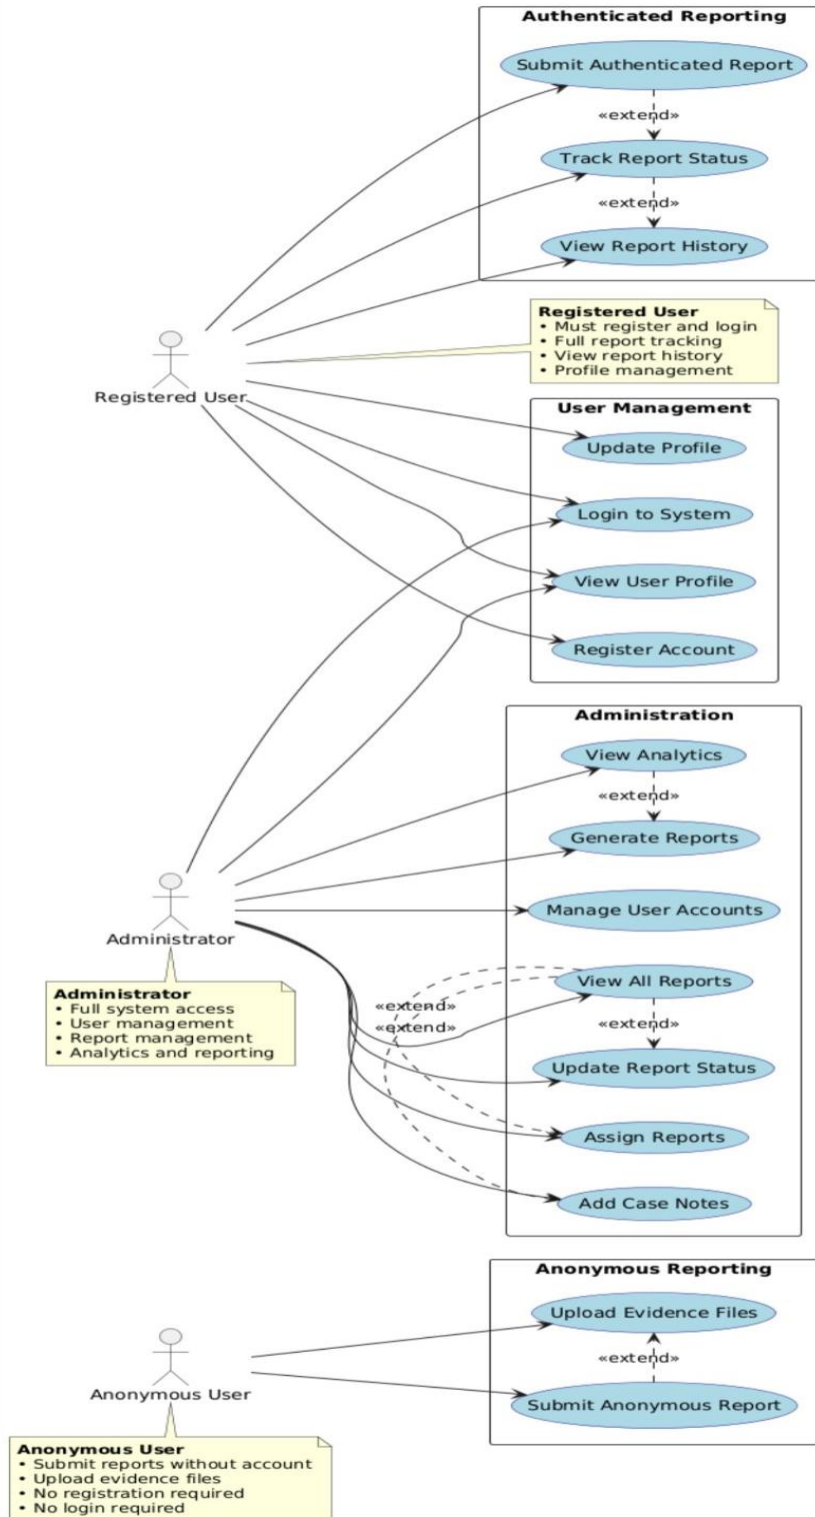 Authenticated Reporting
Submit Authenticated Report
«extend»
Track Report Status
«extend»
View Report History
Registered User
• Must register and login
• Full report tracking
• View report history
• Profile management
Registered User
User Management
Update Profile
Login to System
View User Profile
Register Account
Administration
View Analytics
«extend»
Generate Reports
Manage User Accounts
Administrator
View All Reports
Administrator
• Full system access
• User management
• Report management
• Analytics and reporting
«extend»
«extend»
«extend»
Update Report Status
Assign Reports
Add Case Notes
Anonymous Reporting
Upload Evidence Files
«extend»
Submit Anonymous Report
Anonymous User
Anonymous User
• Submit reports without account
• Upload evidence files
• No registration required
• No login required